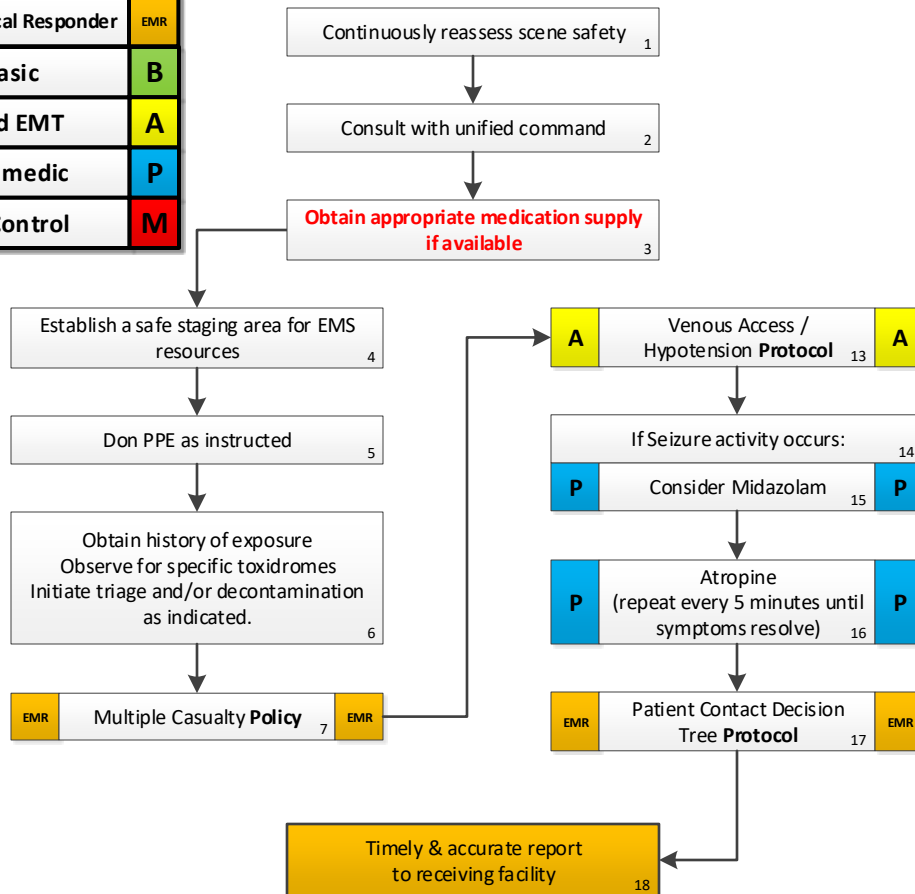 cal Responder EMR
asic B
d EMT A
medic P
ontrol M
Continuously reassess scene safety 1
Consult with unified command 2
Obtain appropriate medication supply
if available 3
Establish a safe staging area for EMS
resources 4
Don PPE as instructed 5
Obtain history of exposure
Observe for specific toxidromes
Initiate triage and/or decontamination
as indicated. 6
EMR Multiple Casualty Policy 7 EMR
A Venous Access /
Hypotension Protocol 13 A
If Seizure activity occurs: 14
P Consider Midazolam 15 P
P Atropine
(repeat every 5 minutes until
symptoms resolve) 16 P
EMR Patient Contact Decision
Tree Protocol 17 EMR
Timely & accurate report
to receiving facility 18